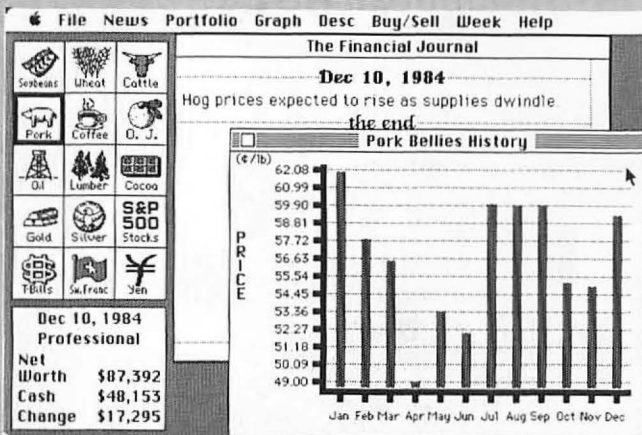 File News Portfolio Graph Desc Buy/Sell Week Help
Soybeans Wheat Cattle
Pork Coffee O. J.
Oil Lumber Cocoa
Gold Silver S&P 500 Stocks
T-Bills Sw.Franc Yen
Dec 10, 1984
Professional
Net
Worth $87,392
Cash $48,153
Change $17,295
The Financial Journal
Dec 10, 1984
Hog prices expected to rise as supplies dwindle.
the end
Pork Bellies History
(¢/lb)
PRICE
62.08
60.99
59.90
58.81
57.72
56.63
55.54
54.45
53.36
52.27
51.18
50.09
49.00
Jan Feb Mar Apr May Jun Jul Aug Sep Oct Nov Dec